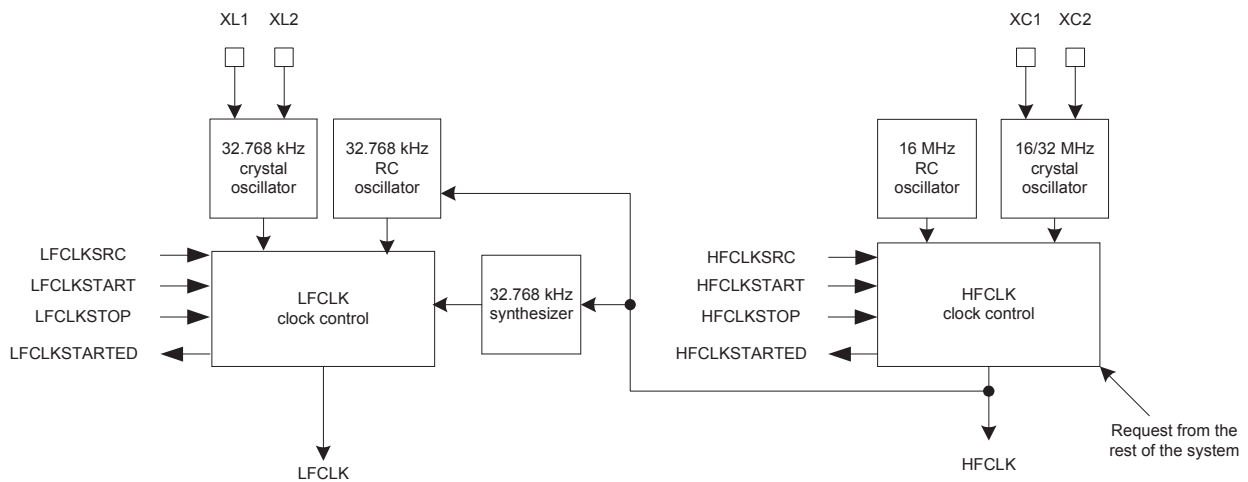 XL1
XL2
XC1
XC2
32.768 kHz
crystal
oscillator
32.768 kHz
RC
oscillator
16 MHz
RC
oscillator
16/32 MHz
crystal
oscillator
LFCLKSRC
LFCLKSTART
LFCLKSTOP
LFCLKSTARTED
LFCLK
clock control
32.768 kHz
synthesizer
HFCLKSRC
HFCLKSTART
HFCLKSTOP
HFCLKSTARTED
HFCLK
clock control
Request from the
rest of the system
LFCLK
HFCLK